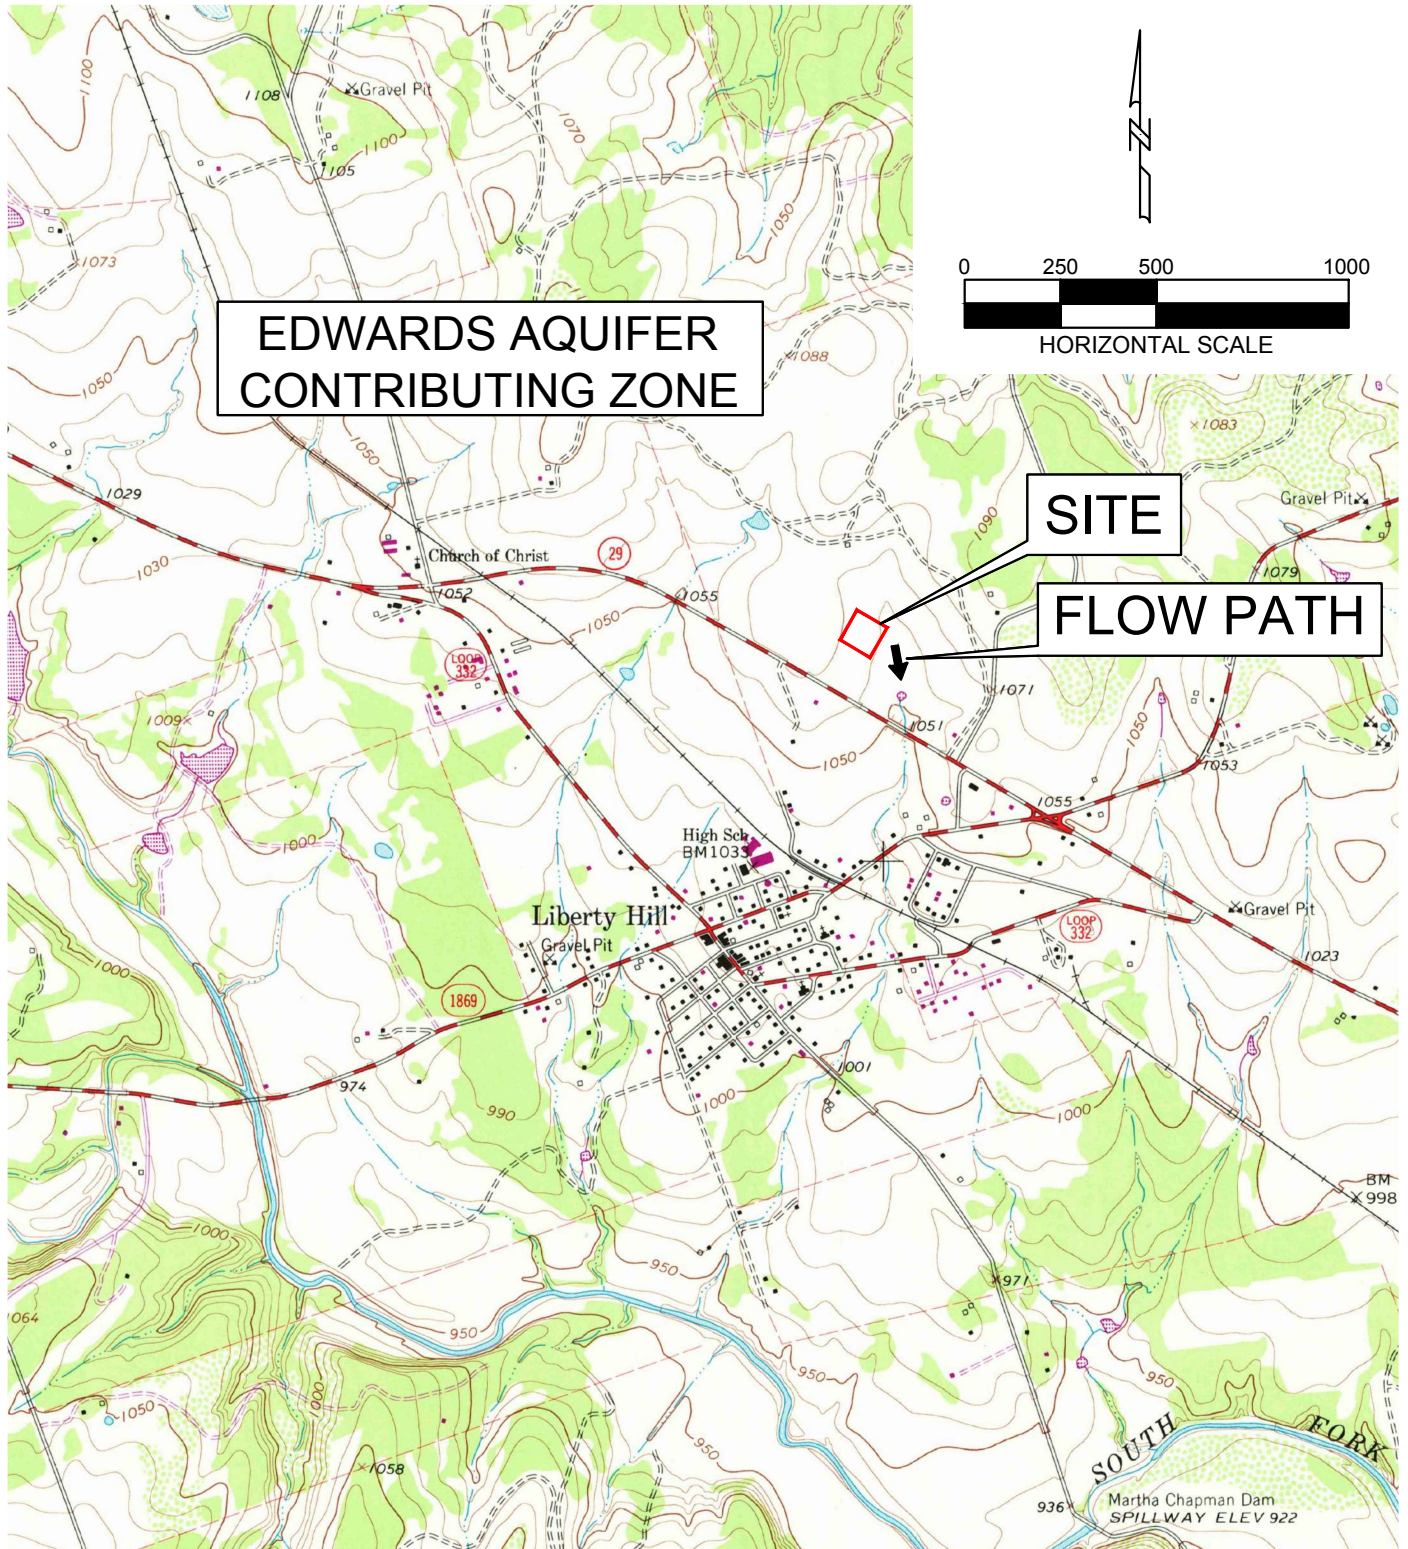 1100
1108
Gravel Pit
1070
1100
1105
1050
1073
N
0 250 500 1000
HORIZONTAL SCALE
EDWARDS AQUIFER
CONTRIBUTING ZONE
1088
1050
1083
1050
1029
Gravel Pit
SITE
1090
29
Church of Christ
1030
1079
1052
1055
1050
FLOW PATH
LOOP
332
1071
1009
1051
1050
1050
1053
1055
High Sch
BM1033
1000
Liberty Hill
Gravel Pit
Gravel Pit
LOOP
332
1000
1023
1869
974
1001
990
1000
1000
BM
998
1000
950
971
1064
950
950
950
1050
1000
950
1058
SOUTH FORK
936
Martha Chapman Dam
SPILLWAY ELEV 922